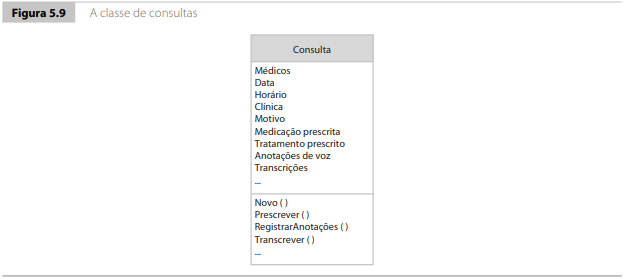 Figura 5.9 A classe de consultas
Consulta
Médicos
Data
Horário
Clínica
Motivo
Medicação prescrita
Tratamento prescrito
Anotações de voz
Transcrições
...
Novo ( )
Prescrever ( )
RegistrarAnotações ( )
Transcrever ( )
...